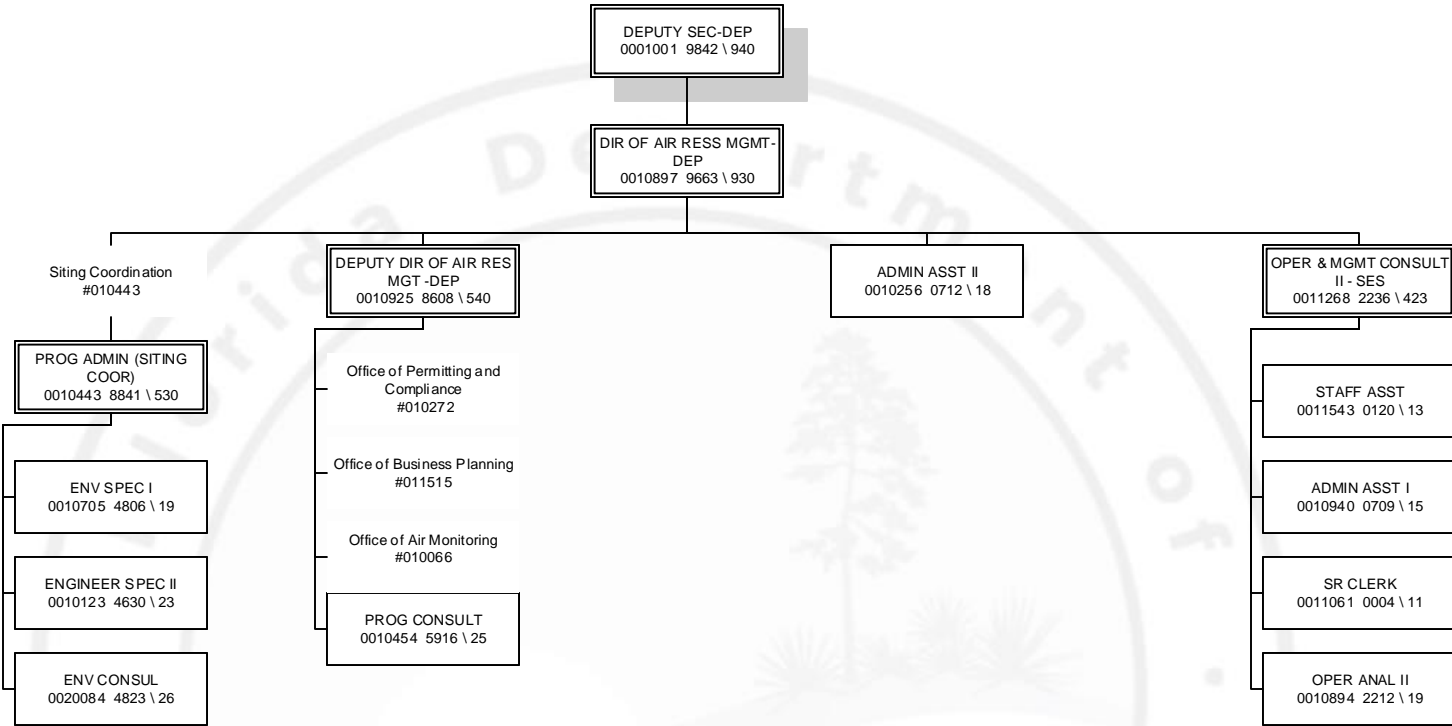 DEPUTY SEC-DEP
0001001 9842 \ 940
DIR OF AIR RESS MGMT-
DEP
0010897 9663 \ 930
Siting Coordination
#010443
PROG ADMIN (SITING
COOR)
0010443 8841 \ 530
ENV SPEC I
0010705 4806 \ 19
ENGINEER SPEC II
0010123 4630 \ 23
ENV CONSUL
0020084 4823 \ 26
DEPUTY DIR OF AIR RES
MGT -DEP
0010925 8608 \ 540
Office of Permitting and
Compliance
#010272
Office of Business Planning
#011515
Office of Air Monitoring
#010066
PROG CONSULT
0010454 5916 \ 25
ADMIN ASST II
0010256 0712 \ 18
OPER & MGMT CONSULT
II - SES
0011268 2236 \ 423
STAFF ASST
0011543 0120 \ 13
ADMIN ASST I
0010940 0709 \ 15
SR CLERK
0011061 0004 \ 11
OPER ANAL II
0010894 2212 \ 19
Florida Department of